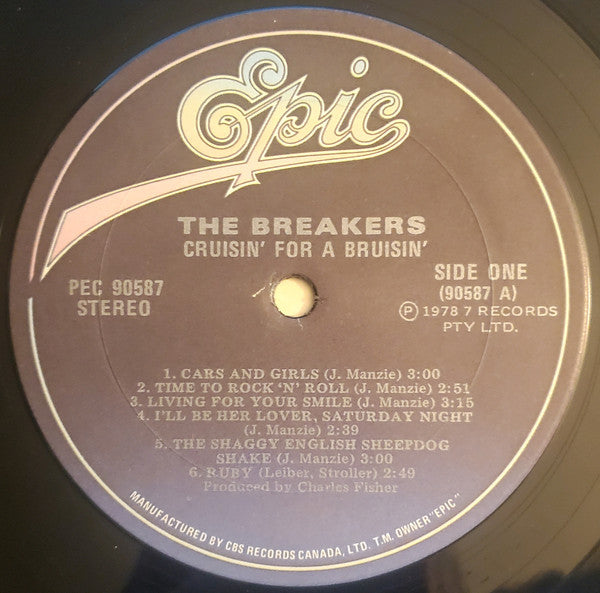 Epic
THE BREAKERS
CRUISIN' FOR A BRUISIN'
PEC 90587
STEREO
SIDE ONE
(90587 A)
Ⓟ 1978 7 RECORDS
PTY LTD.
1. CARS AND GIRLS (J. Manzie) 3:00
2. TIME TO ROCK 'N' ROLL (J. Manzie) 2:51
3. LIVING FOR YOUR SMILE (J. Manzie) 3:15
4. I'LL BE HER LOVER, SATURDAY NIGHT
(J. Manzie) 2:39
5. THE SHAGGY ENGLISH SHEEPDOG
SHAKE (J. Manzie) 3:00
6. RUBY (Leiber, Stroller) 2:49
Produced by Charles Fisher
MANUFACTURED BY CBS RECORDS CANADA, LTD. T.M. OWNER "EPIC"